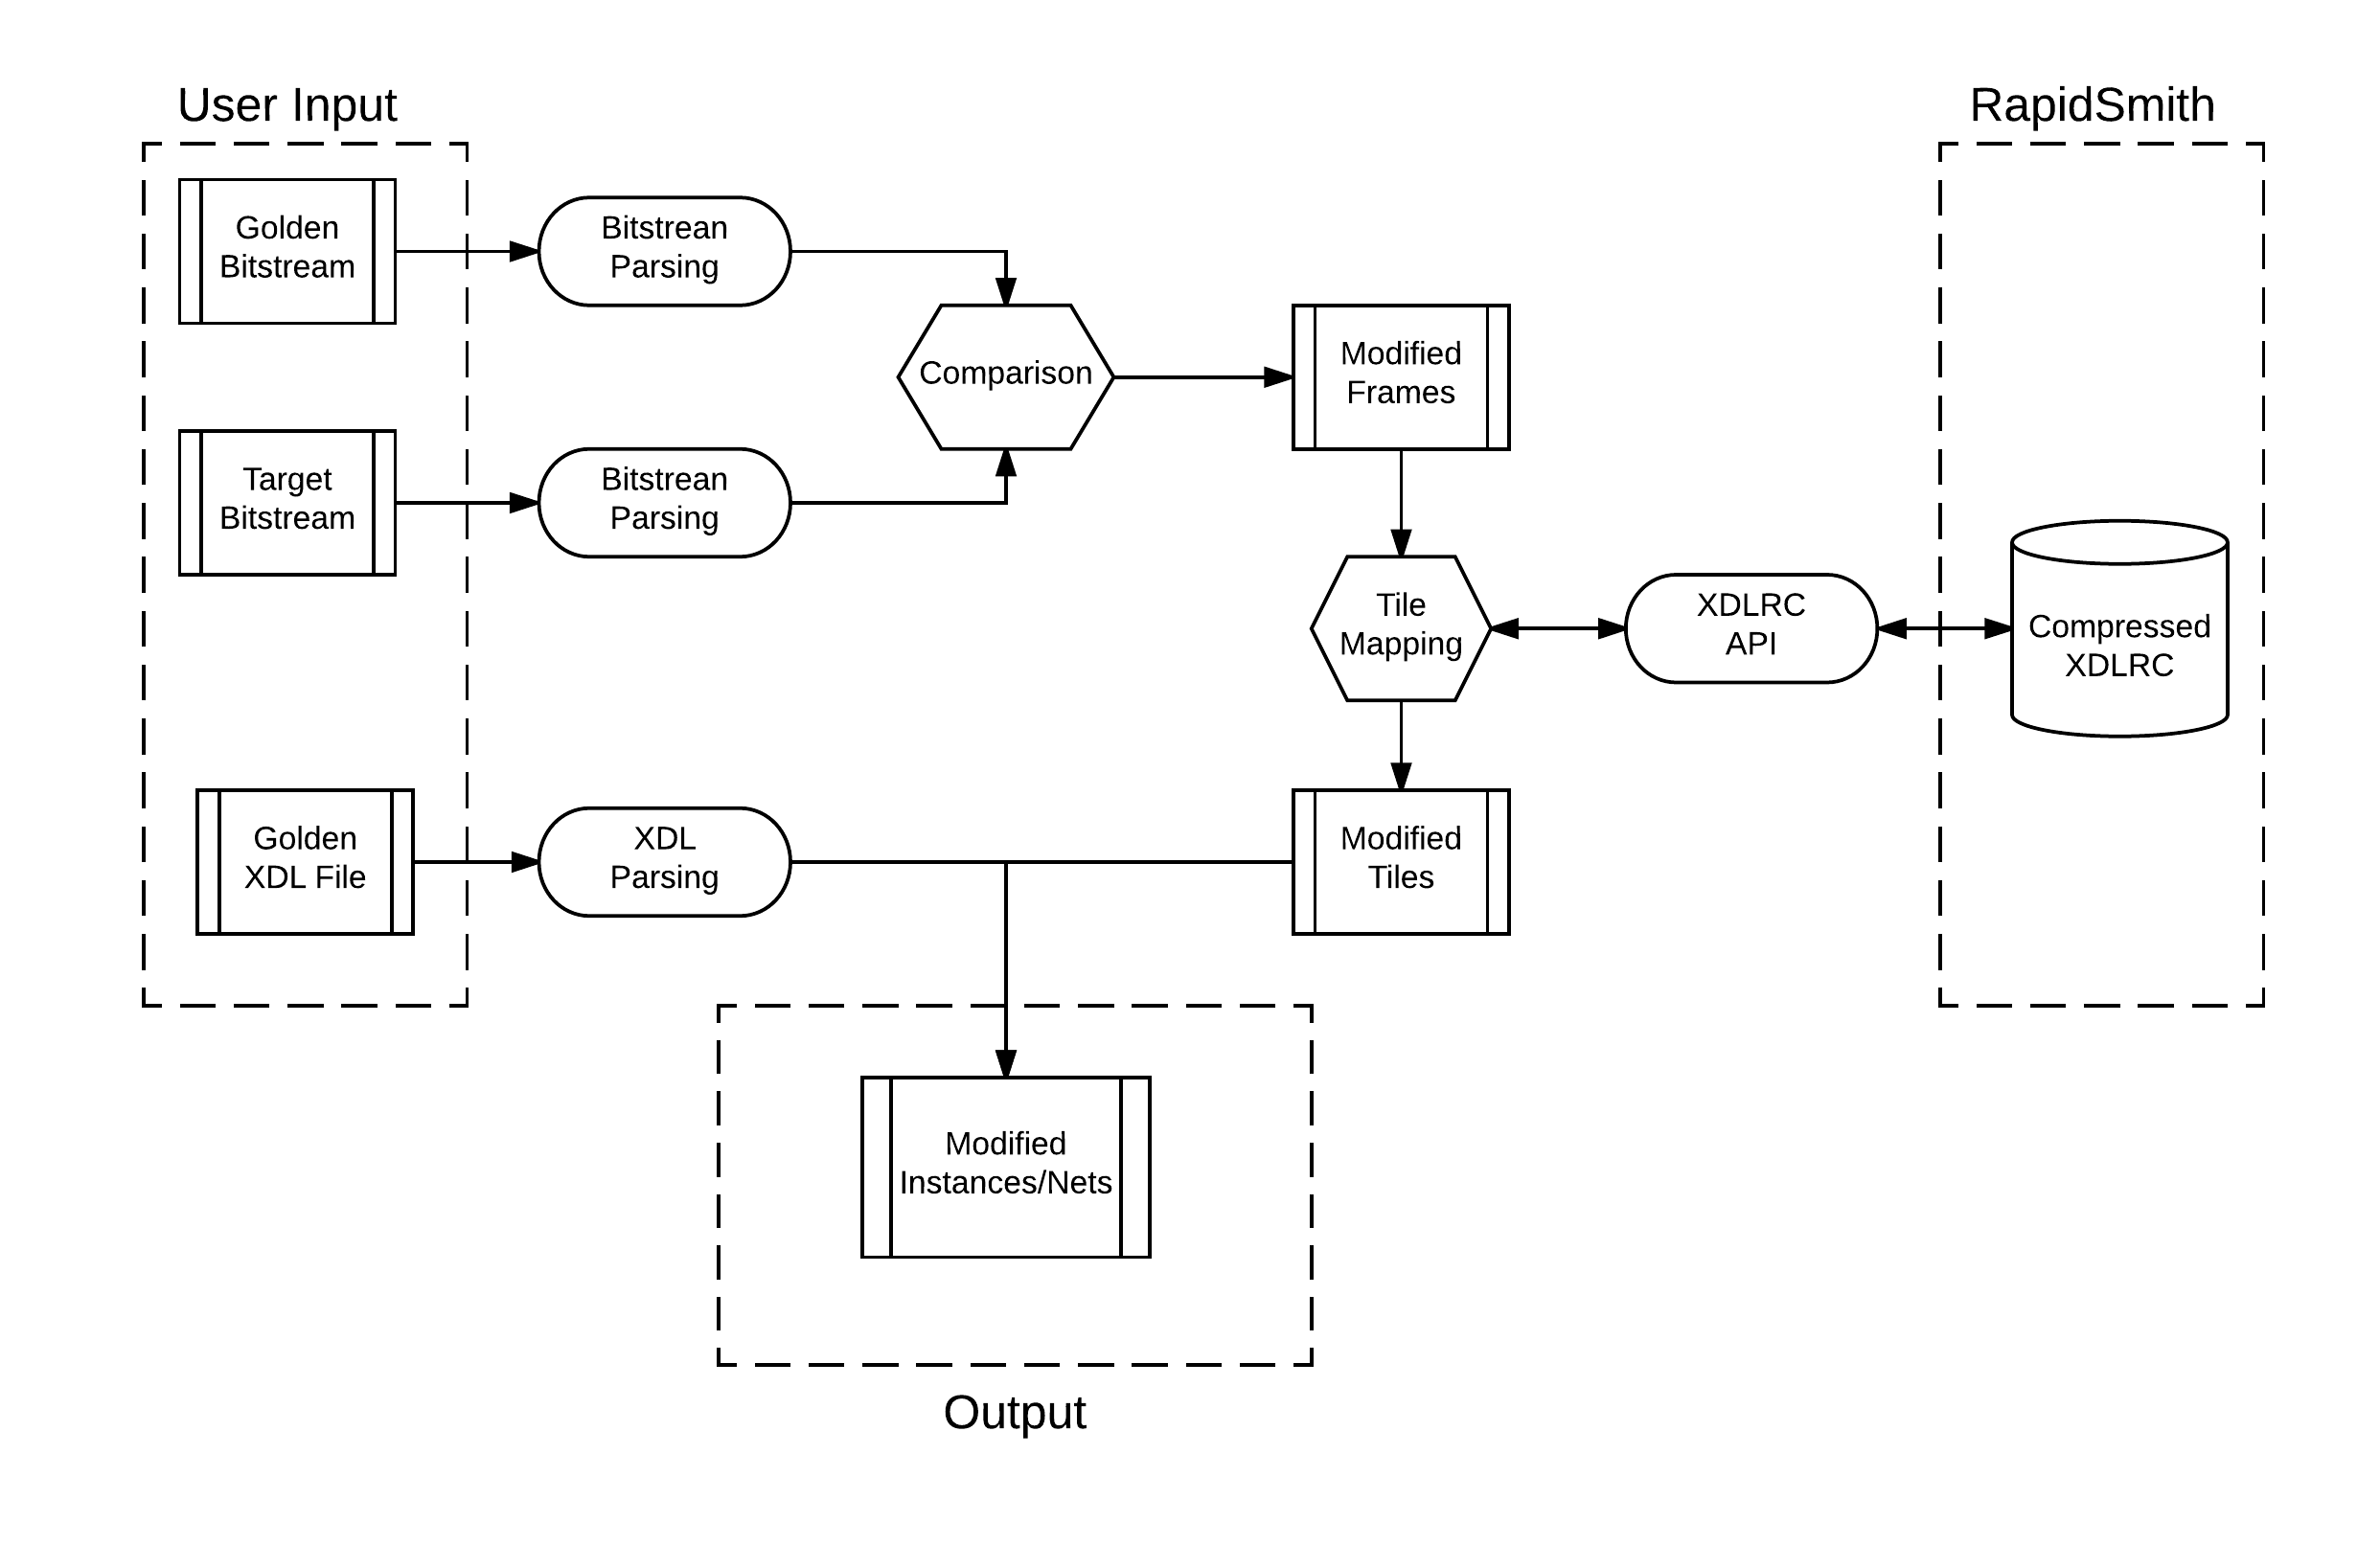 User Input
RapidSmith
Golden
Bitstream
Bitstrean
Parsing
Comparison
Modified
Frames
Target
Bitstream
Bitstrean
Parsing
Tile
Mapping
XDLRC
API
Compressed
XDLRC
Golden
XDL File
XDL
Parsing
Modified
Tiles
Modified
Instances/Nets
Output